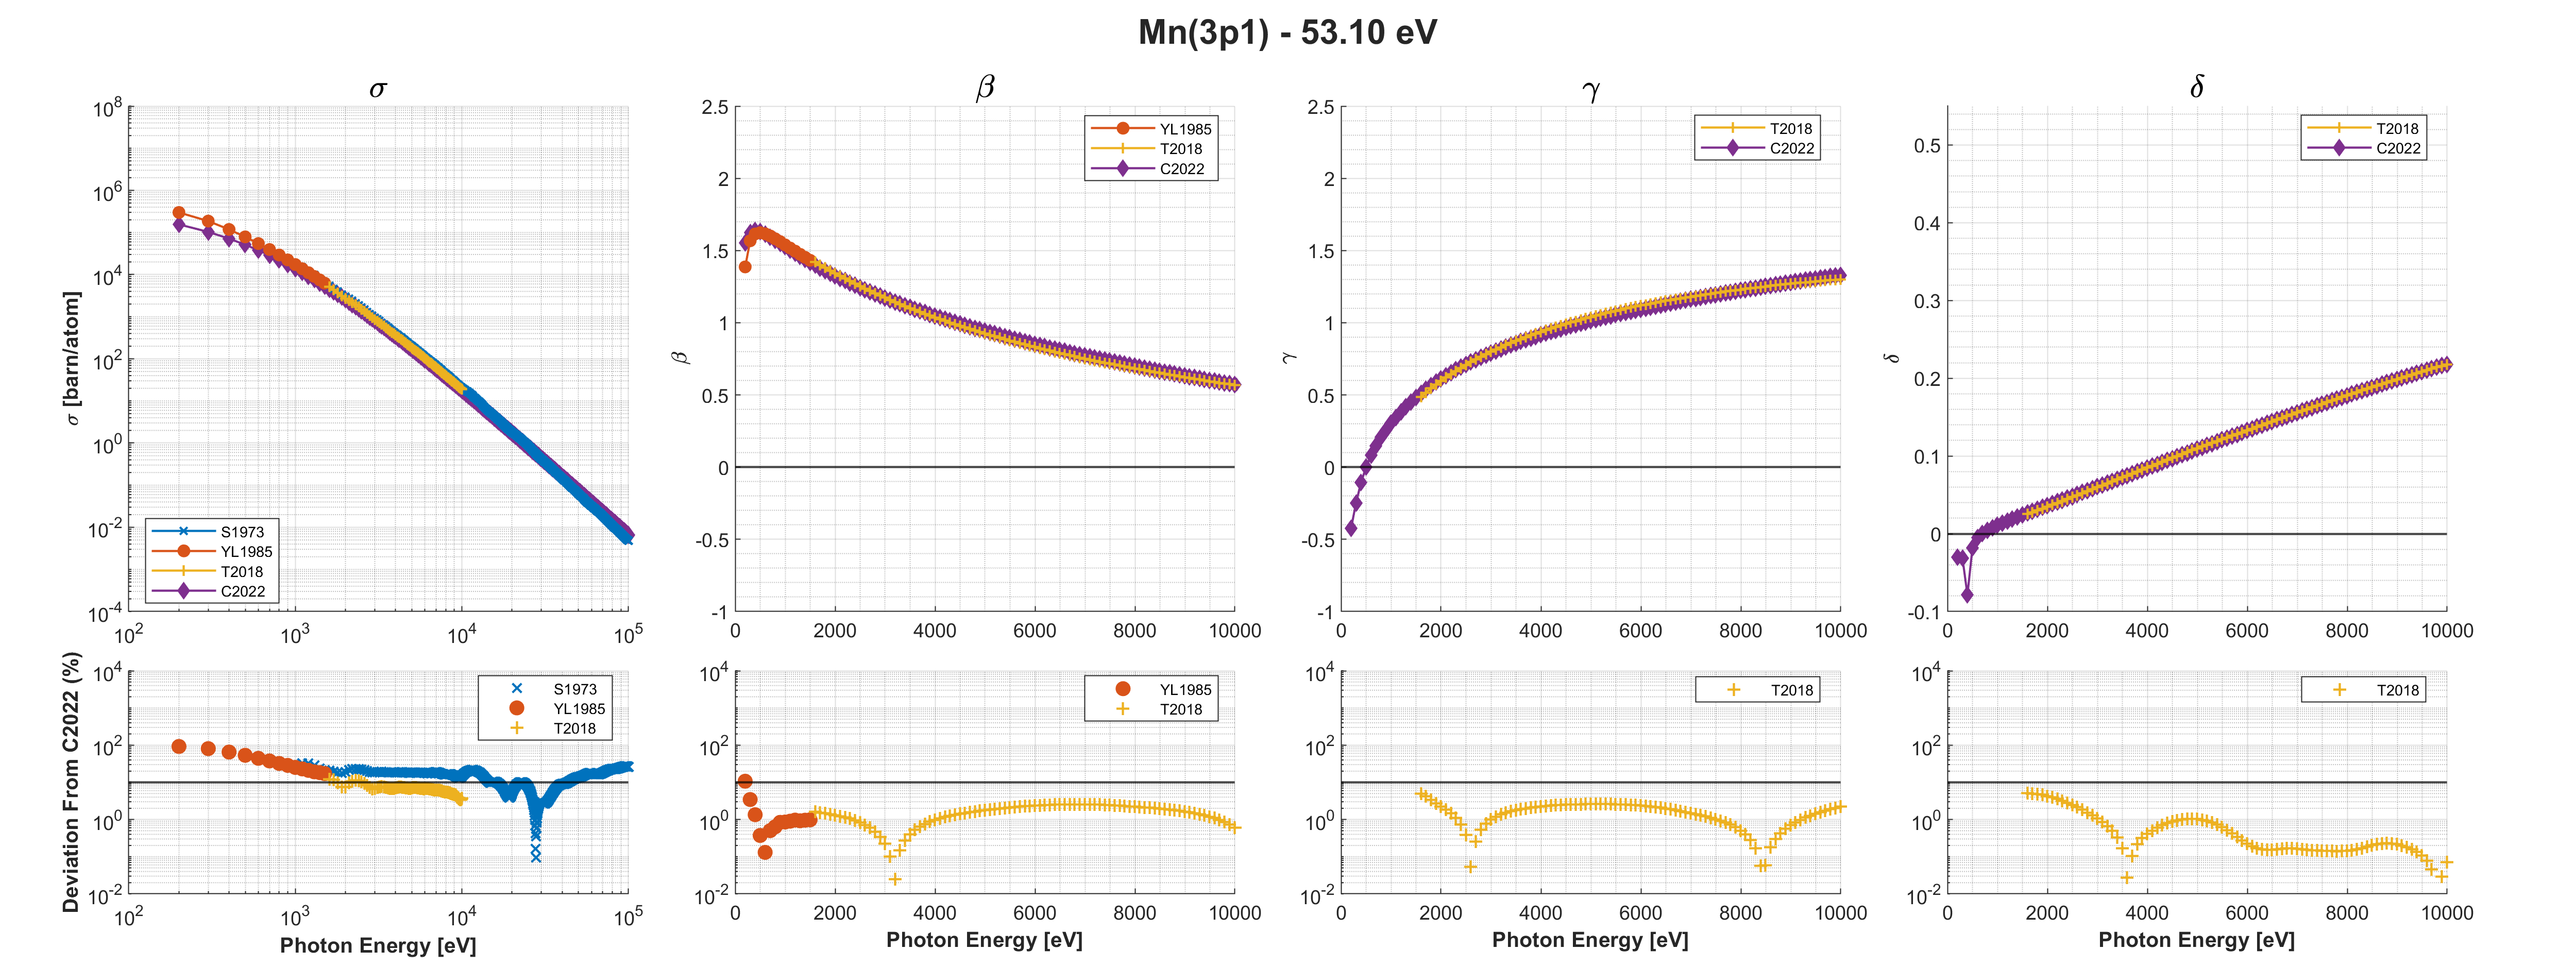 Mn(3p1) - 53.10 eV
σ
σ [barn/atom]
10^8
10^6
10^4
10^2
10^0
10^-2
10^-4
10^2
10^3
10^4
10^5
S1973
YL1985
T2018
C2022
β
β
2.5
2
1.5
1
0.5
0
-0.5
-1
0
2000
4000
6000
8000
10000
YL1985
T2018
C2022
γ
γ
2.5
2
1.5
1
0.5
0
-0.5
-1
0
2000
4000
6000
8000
10000
T2018
C2022
δ
δ
0.5
0.4
0.3
0.2
0.1
0
-0.1
0
2000
4000
6000
8000
10000
T2018
C2022
Deviation From C2022 (%)
10^4
10^2
10^0
10^-2
10^2
10^3
10^4
10^5
Photon Energy [eV]
S1973
YL1985
T2018
10^4
10^2
10^0
10^-2
0
2000
4000
6000
8000
10000
Photon Energy [eV]
YL1985
T2018
10^4
10^2
10^0
10^-2
0
2000
4000
6000
8000
10000
Photon Energy [eV]
T2018
10^4
10^2
10^0
10^-2
0
2000
4000
6000
8000
10000
Photon Energy [eV]
T2018